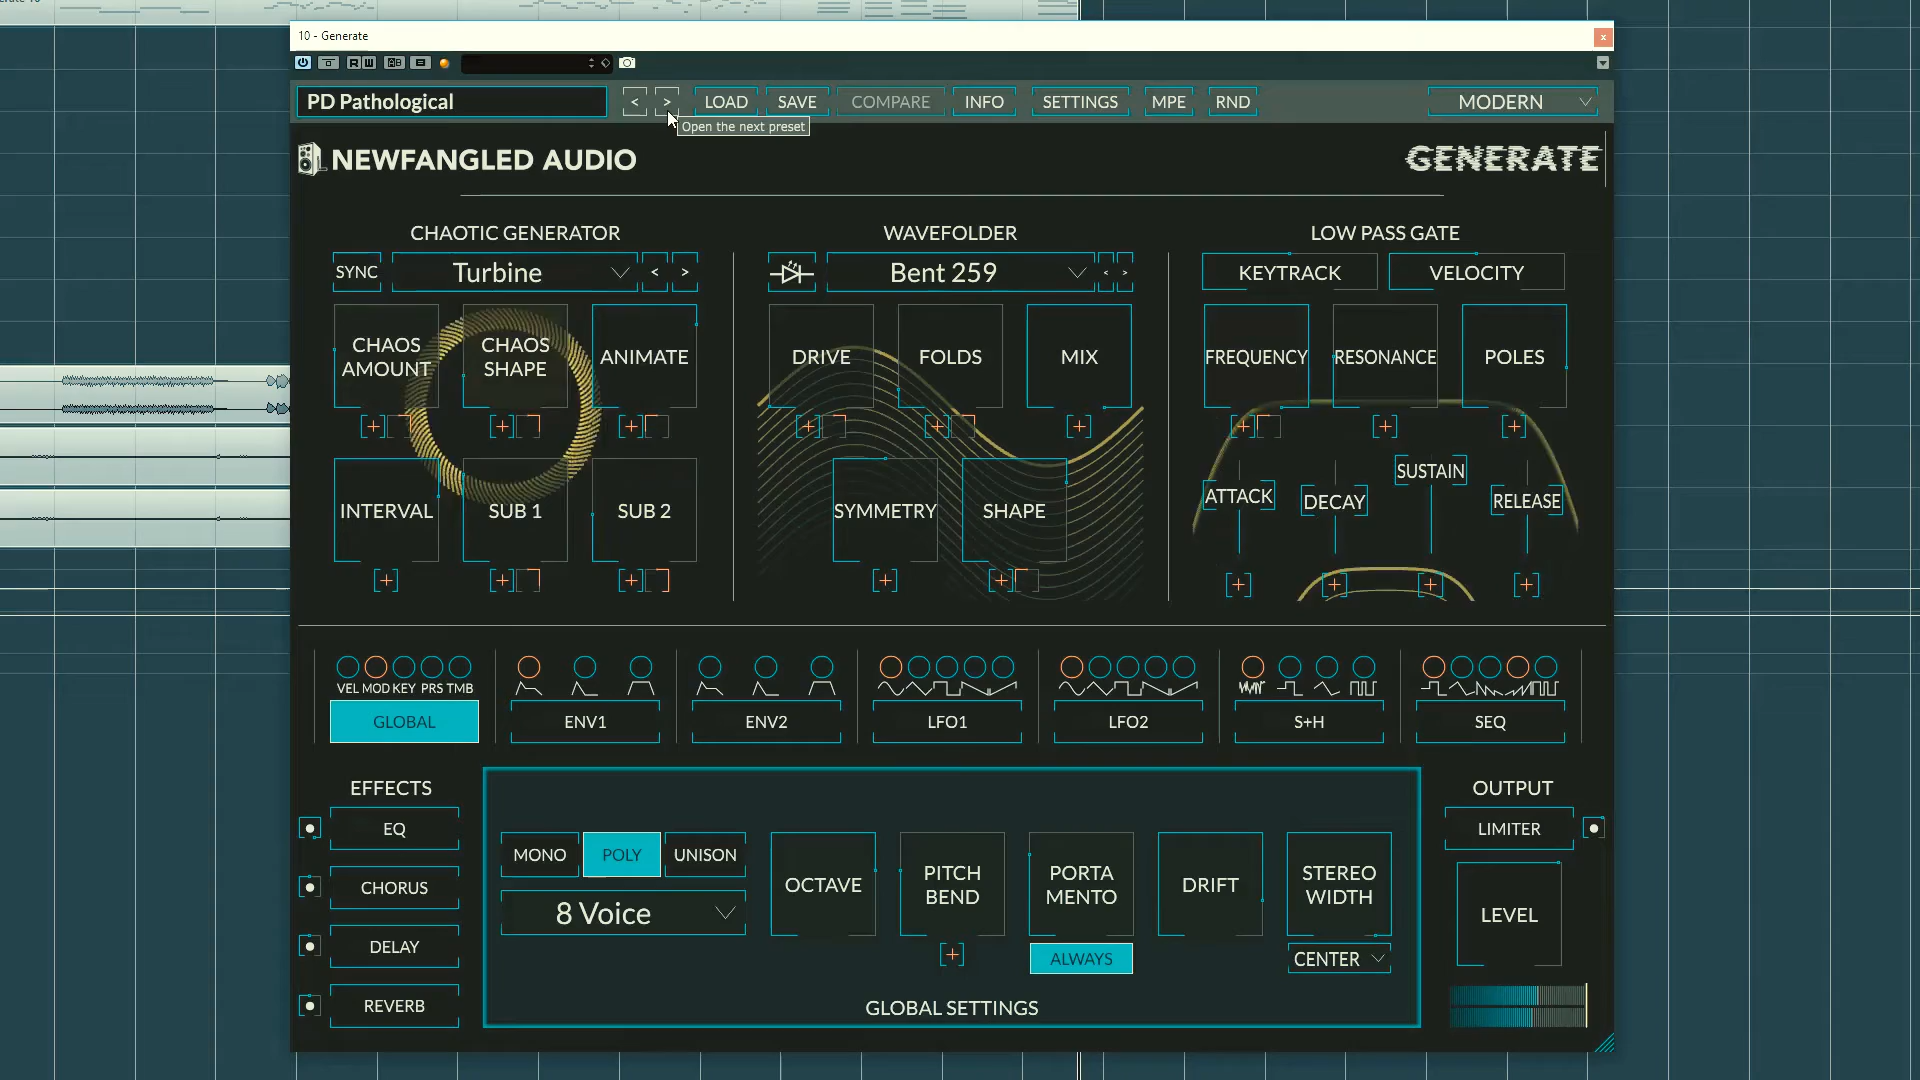 10 - Generate
R W
PD Pathological
<
>
LOAD
SAVE
COMPARE
INFO
SETTINGS
MPE
RND
MODERN
Open the next preset
NEWFANGLED AUDIO
GENERATE
CHAOTIC GENERATOR
WAVEFOLDER
LOW PASS GATE
SYNC
Turbine
<
>
Bent 259
<
>
KEYTRACK
VELOCITY
CHAOS
AMOUNT
CHAOS
SHAPE
ANIMATE
DRIVE
FOLDS
MIX
FREQUENCY
RESONANCE
POLES
INTERVAL
SUB 1
SUB 2
SYMMETRY
SHAPE
ATTACK
DECAY
SUSTAIN
RELEASE
VEL MOD KEY PRS TMB
GLOBAL
ENV1
ENV2
LFO1
LFO2
S+H
SEQ
EFFECTS
EQ
CHORUS
DELAY
REVERB
MONO
POLY
UNISON
8 Voice
OCTAVE
PITCH
BEND
PORTA
MENTO
ALWAYS
DRIFT
STEREO
WIDTH
CENTER
GLOBAL SETTINGS
OUTPUT
LIMITER
LEVEL